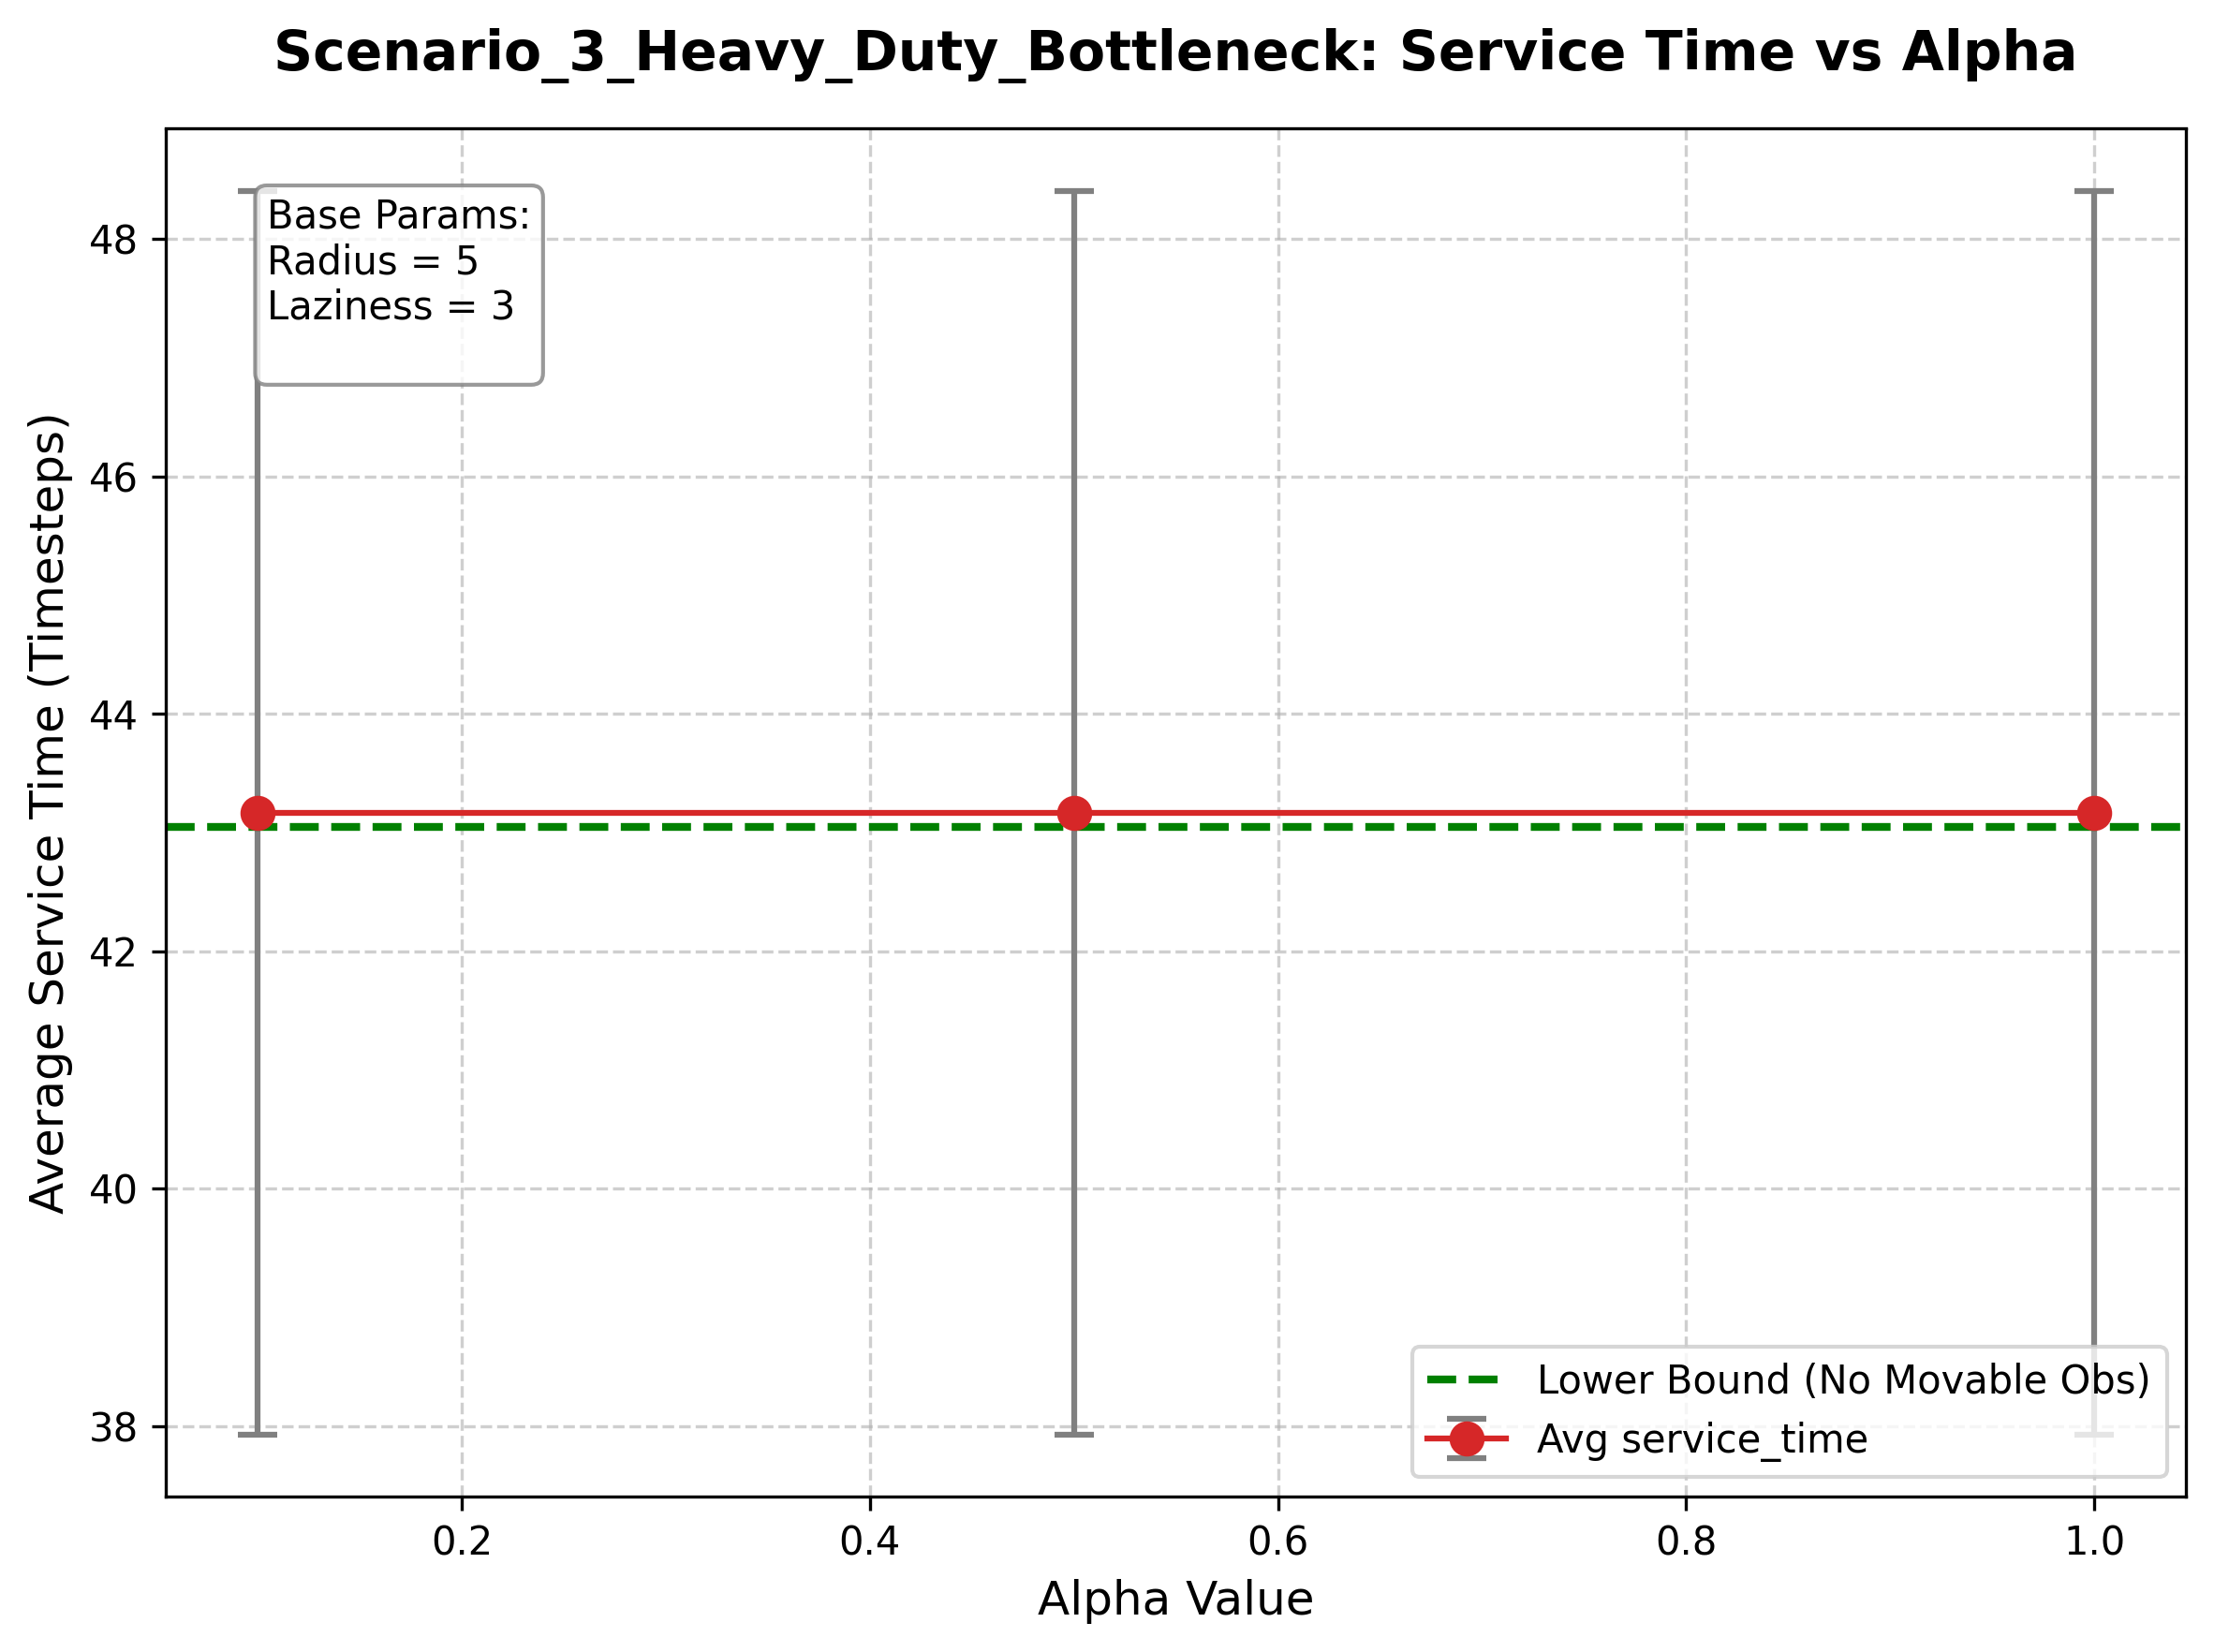 Scenario_3_Heavy_Duty_Bottleneck: Service Time vs Alpha
Average Service Time (Timesteps)
48
46
44
42
40
38
Base Params:
Radius = 5
Laziness = 3
Lower Bound (No Movable Obs)
Avg service_time
0.2
0.4
0.6
0.8
1.0
Alpha Value